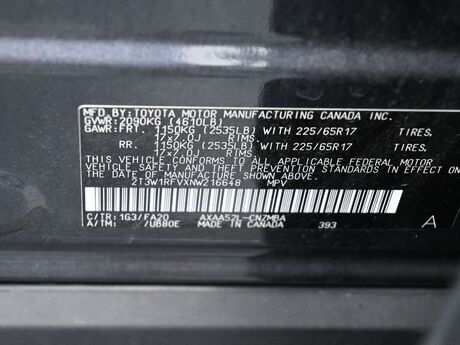 MFD. BY:TOYOTA MOTOR MANUFACTURING CANADA INC.
GVWR: 2090KG (4610LB)
GAWR:FRT. 1150KG (2535LB) WITH 225/65R17 TIRES,
17x7.0J RIMS,
RR. 1150KG (2535LB) WITH 225/65R17 TIRES,
17x7.0J RIMS,
THIS VEHICLE CONFORMS TO ALL APPLICABLE FEDERAL MOTOR
VEHICLE SAFETY AND THEFT PREVENTION STANDARDS IN EFFECT ON
THE DATE OF MANUFACTURE SHOWN ABOVE.
2T3W1RFVXNW216648 MPV
C/TR:1G3/FA20 AXAA52L-CNZMBA A
A/TM: /UB80E MADE IN CANADA 393